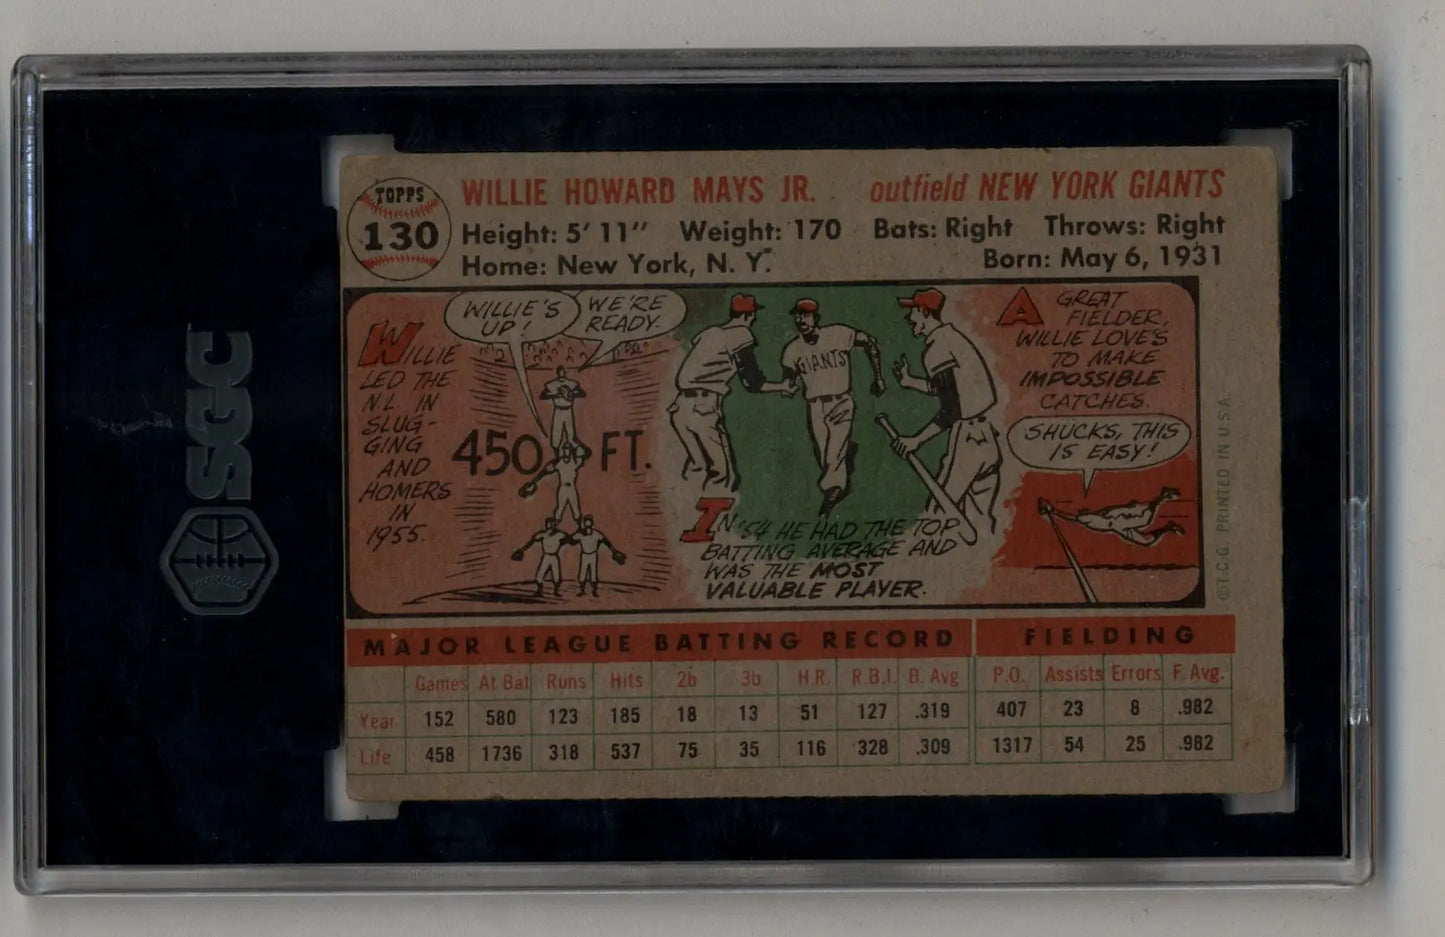 TOPPS
130
WILLIE HOWARD MAYS JR. outfield NEW YORK GIANTS
Height: 5' 11" Weight: 170 Bats: Right Throws: Right
Home: New York, N. Y. Born: May 6, 1931
WILLIE
LED THE
N.L. IN
SLUG-
GING
AND
HOMERS
IN
1955.
WILLIE'S
UP!
WE'RE
READY.
450 FT.
GIANTS
IN '54 HE HAD THE TOP
BATTING AVERAGE AND
WAS THE MOST
VALUABLE PLAYER.
A GREAT
FIELDER,
WILLIE LOVE'S
TO MAKE
IMPOSSIBLE
CATCHES.
SHUCKS, THIS
IS EASY!
© T.C.G. PRINTED IN U.S.A.
MAJOR LEAGUE BATTING RECORD FIELDING
Games At Bat Runs Hits 2b 3b H.R. R.B.I. B. Avg P.O. Assists Errors F. Avg.
Year 152 580 123 185 18 13 51 127 .319 407 23 8 .982
Life 458 1736 318 537 75 35 116 328 .309 1317 54 25 .982
SGC